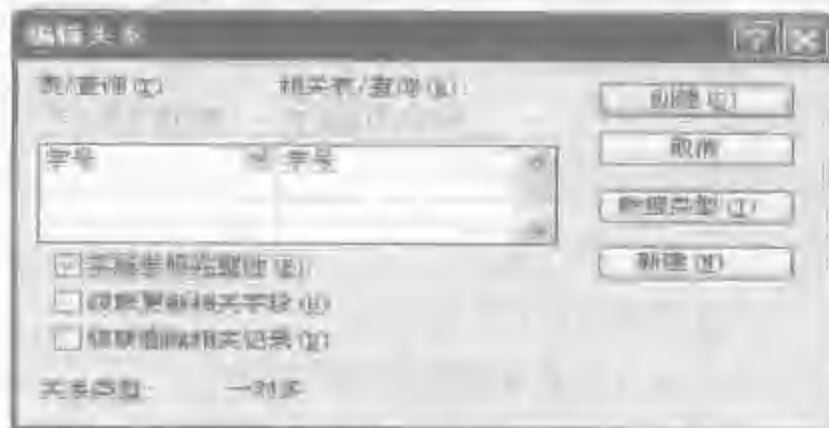 编辑关系
表/查询(T): 相关表/查询(R):
学号 学号
实施参照完整性(E)
级联更新相关字段(U)
级联删除相关记录(D)
关系类型: 一对多
创建(C)
取消
联接类型(J)
新建(N)